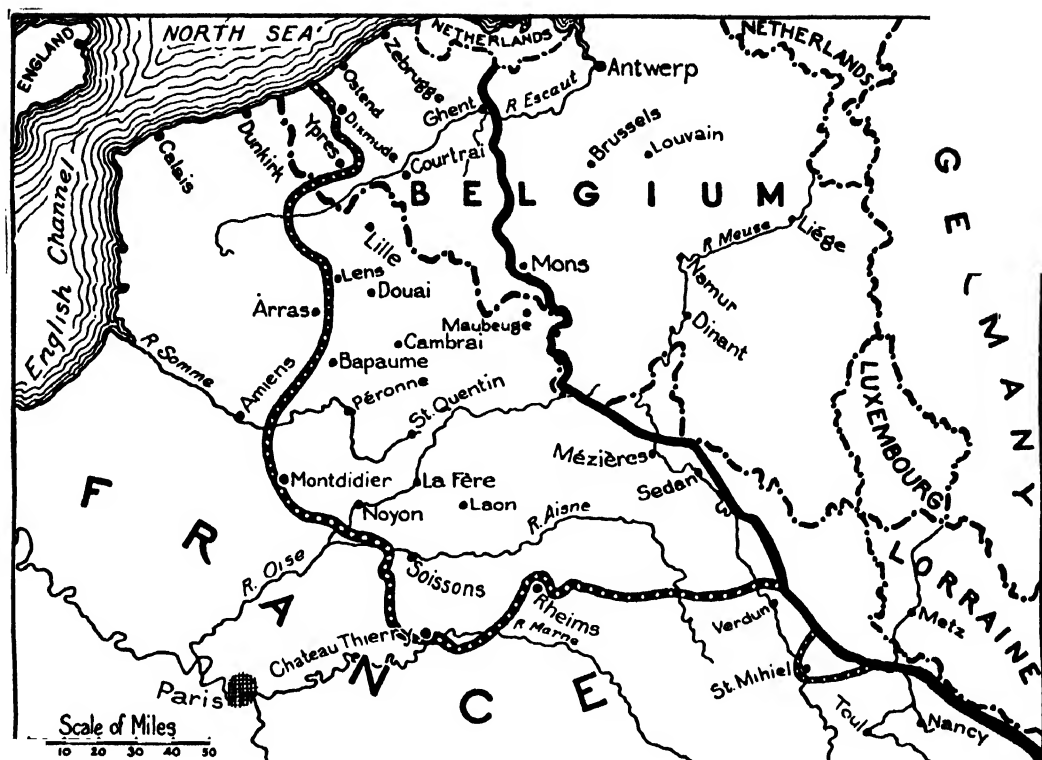 ENGLAND
NORTH SEA
NETHERLANDS
NETHERLANDS
Zebrugge
Ostend
Antwerp
Ghent
R Escaut
Dixmude
Ypres
Dunkirk
Calais
Courtrai
Brussels
Louvain
BELGIUM
GELMANY
English Channel
Lille
R Meuse
Liége
Lens
Douai
Mons
Namur
Arras
Maubeuge
Dinant
Cambrai
R Somme
Bapaume
Amiens
Péronne
St. Quentin
LUXEMBOURG
Mézières
Montdidier
La Fère
Sedan
Noyon
Laon
FRANCE
R. Aisne
LORRAINE
R. Oise
Soissons
Rheims
Verdun
Metz
Chateau Thierry
R Marne
St. Mihiel
Paris
Toul
Nancy
Scale of Miles
10 20 30 40 50